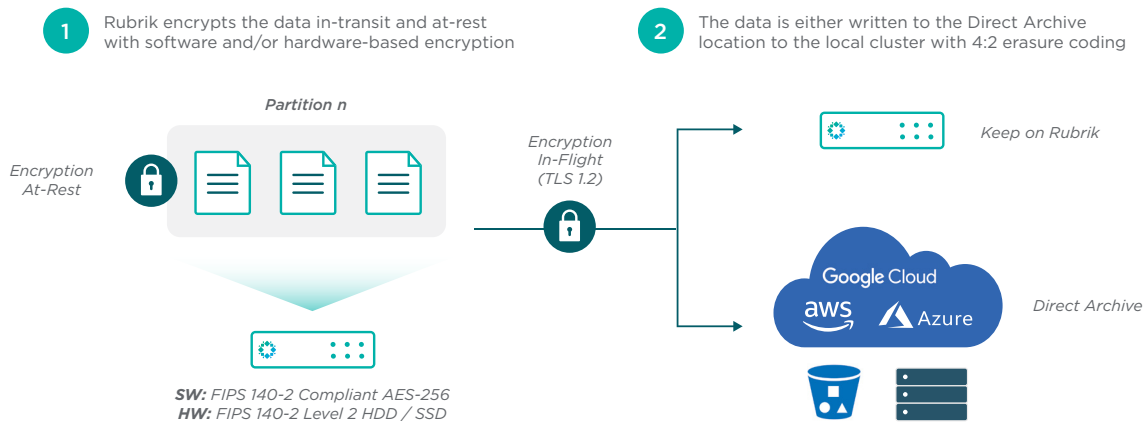 1
Rubrik encrypts the data in-transit and at-rest
with software and/or hardware-based encryption
2
The data is either written to the Direct Archive
location to the local cluster with 4:2 erasure coding
Partition n
Encryption
At-Rest
Encryption
In-Flight
(TLS 1.2)
Keep on Rubrik
Google Cloud
aws
Azure
Direct Archive
SW: FIPS 140-2 Compliant AES-256
HW: FIPS 140-2 Level 2 HDD / SSD